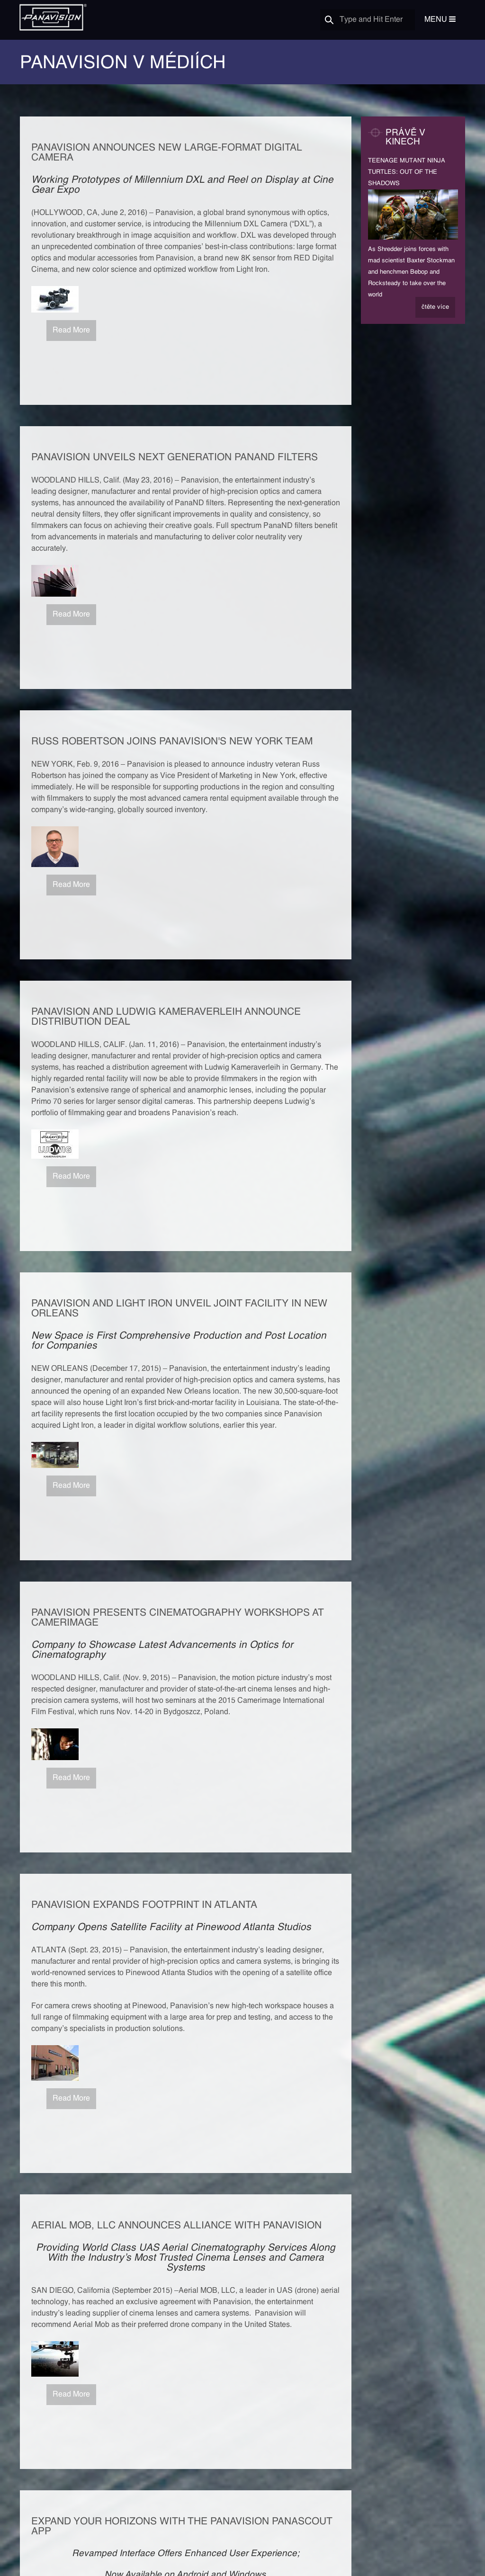 PANAVISION
Type and Hit Enter
MENU
PANAVISION V MÉDIÍCH
PANAVISION ANNOUNCES NEW LARGE-FORMAT DIGITAL
CAMERA
Working Prototypes of Millennium DXL and Reel on Display at Cine
Gear Expo
(HOLLYWOOD, CA, June 2, 2016) – Panavision, a global brand synonymous with optics,
innovation, and customer service, is introducing the Millennium DXL Camera (“DXL”), a
revolutionary breakthrough in image acquisition and workflow. DXL was developed through
an unprecedented combination of three companies’ best-in-class contributions: large format
optics and modular accessories from Panavision, a brand new 8K sensor from RED Digital
Cinema, and new color science and optimized workflow from Light Iron.
Read More
PRÁVĚ V
KINECH
TEENAGE MUTANT NINJA
TURTLES: OUT OF THE
SHADOWS
As Shredder joins forces with
mad scientist Baxter Stockman
and henchmen Bebop and
Rocksteady to take over the
world
čtěte více
PANAVISION UNVEILS NEXT GENERATION PANAND FILTERS
WOODLAND HILLS, Calif. (May 23, 2016) – Panavision, the entertainment industry’s
leading designer, manufacturer and rental provider of high-precision optics and camera
systems, has announced the availability of PanaND filters. Representing the next-generation
neutral density filters, they offer significant improvements in quality and consistency, so
filmmakers can focus on achieving their creative goals. Full spectrum PanaND filters benefit
from advancements in materials and manufacturing to deliver color neutrality very
accurately.
Read More
RUSS ROBERTSON JOINS PANAVISION’S NEW YORK TEAM
NEW YORK, Feb. 9, 2016 – Panavision is pleased to announce industry veteran Russ
Robertson has joined the company as Vice President of Marketing in New York, effective
immediately. He will be responsible for supporting productions in the region and consulting
with filmmakers to supply the most advanced camera rental equipment available through the
company’s wide-ranging, globally sourced inventory.
Read More
PANAVISION AND LUDWIG KAMERAVERLEIH ANNOUNCE
DISTRIBUTION DEAL
WOODLAND HILLS, CALIF. (Jan. 11, 2016) – Panavision, the entertainment industry’s
leading designer, manufacturer and rental provider of high-precision optics and camera
systems, has reached a distribution agreement with Ludwig Kameraverleih in Germany. The
highly regarded rental facility will now be able to provide filmmakers in the region with
Panavision’s extensive range of spherical and anamorphic lenses, including the popular
Primo 70 series for larger sensor digital cameras. This partnership deepens Ludwig’s
portfolio of filmmaking gear and broadens Panavision’s reach.
PANAVISION
LUDWIG
Read More
PANAVISION AND LIGHT IRON UNVEIL JOINT FACILITY IN NEW
ORLEANS
New Space is First Comprehensive Production and Post Location
for Companies
NEW ORLEANS (December 17, 2015) – Panavision, the entertainment industry’s leading
designer, manufacturer and rental provider of high-precision optics and camera systems, has
announced the opening of an expanded New Orleans location. The new 30,500-square-foot
space will also house Light Iron’s first brick-and-mortar facility in Louisiana. The state-of-the-
art facility represents the first location occupied by the two companies since Panavision
acquired Light Iron, a leader in digital workflow solutions, earlier this year.
Read More
PANAVISION PRESENTS CINEMATOGRAPHY WORKSHOPS AT
CAMERIMAGE
Company to Showcase Latest Advancements in Optics for
Cinematography
WOODLAND HILLS, Calif. (Nov. 9, 2015) – Panavision, the motion picture industry’s most
respected designer, manufacturer and provider of state-of-the-art cinema lenses and high-
precision camera systems, will host two seminars at the 2015 Camerimage International
Film Festival, which runs Nov. 14-20 in Bydgoszcz, Poland.
Read More
PANAVISION EXPANDS FOOTPRINT IN ATLANTA
Company Opens Satellite Facility at Pinewood Atlanta Studios
ATLANTA (Sept. 23, 2015) – Panavision, the entertainment industry’s leading designer,
manufacturer and rental provider of high-precision optics and camera systems, is bringing its
world-renowned services to Pinewood Atlanta Studios with the opening of a satellite office
there this month.
For camera crews shooting at Pinewood, Panavision’s new high-tech workspace houses a
full range of filmmaking equipment with a large area for prep and testing, and access to the
company’s specialists in production solutions.
Read More
AERIAL MOB, LLC ANNOUNCES ALLIANCE WITH PANAVISION
Providing World Class UAS Aerial Cinematography Services Along
With the Industry’s Most Trusted Cinema Lenses and Camera
Systems
SAN DIEGO, California (September 2015) –Aerial MOB, LLC, a leader in UAS (drone) aerial
technology, has reached an exclusive agreement with Panavision, the entertainment
industry’s leading supplier of cinema lenses and camera systems. Panavision will
recommend Aerial Mob as their preferred drone company in the United States.
Read More
EXPAND YOUR HORIZONS WITH THE PANAVISION PANASCOUT
APP
Revamped Interface Offers Enhanced User Experience;
Now Available on Android and Windows